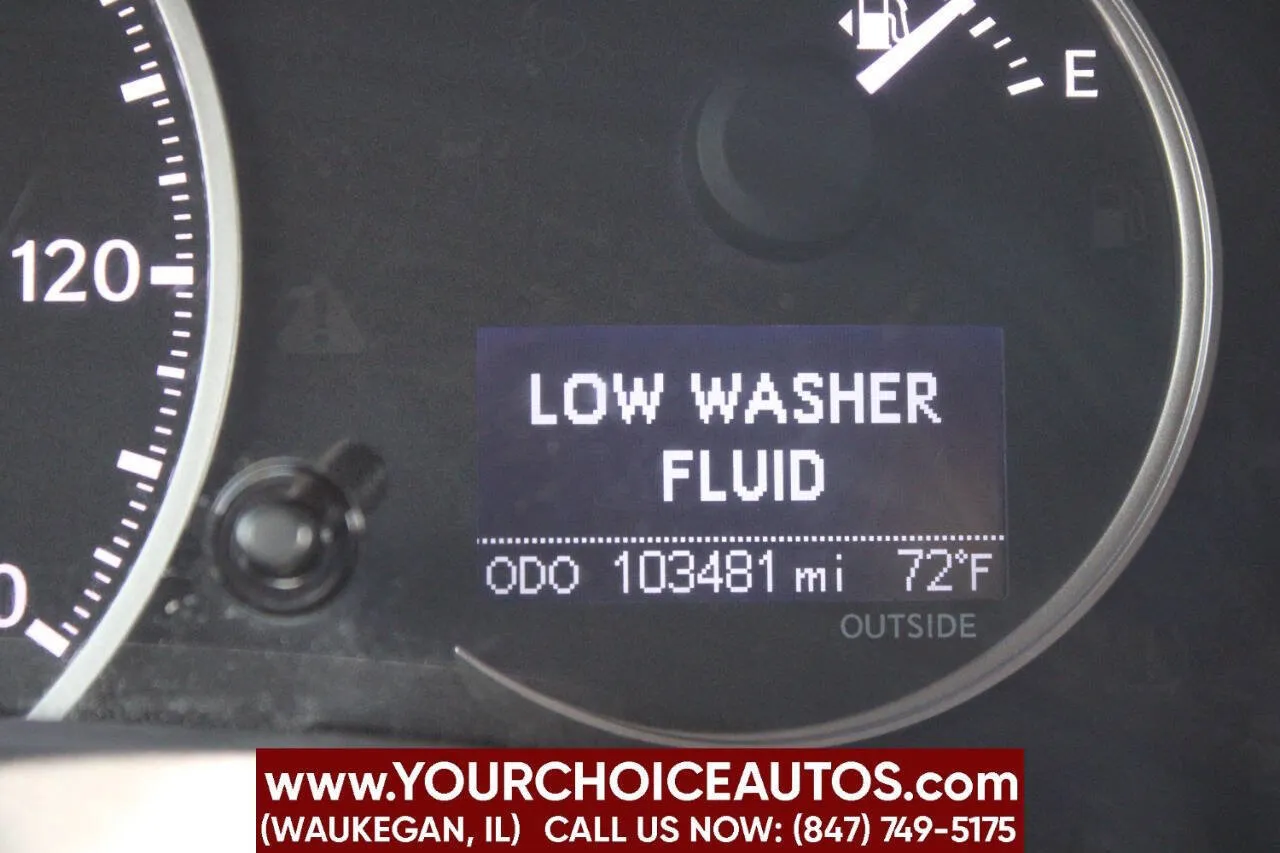 E
120
0
LOW WASHER
FLUID
ODO 103481 mi 72°F
OUTSIDE
www.YOURCHOICEAUTOS.com
(WAUKEGAN, IL) CALL US NOW: (847) 749-5175